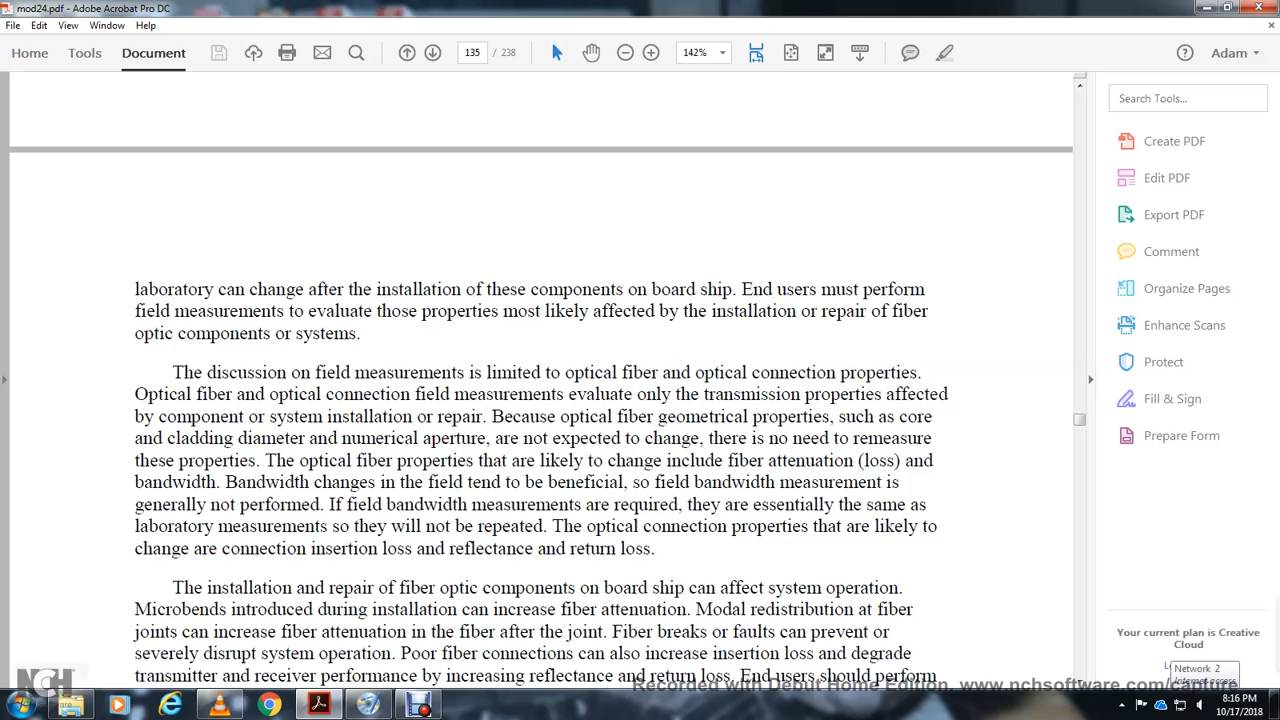 mod24.pdf - Adobe Acrobat Pro DC
File Edit View Window Help
Home Tools Document 135 / 238 142% Adam
Search Tools...
Create PDF
Edit PDF
Export PDF
Comment
Organize Pages
Enhance Scans
Protect
Fill & Sign
Prepare Form
laboratory can change after the installation of these components on board ship. End users must perform
field measurements to evaluate those properties most likely affected by the installation or repair of fiber
optic components or systems.
The discussion on field measurements is limited to optical fiber and optical connection properties.
Optical fiber and optical connection field measurements evaluate only the transmission properties affected
by component or system installation or repair. Because optical fiber geometrical properties, such as core
and cladding diameter and numerical aperture, are not expected to change, there is no need to remeasure
these properties. The optical fiber properties that are likely to change include fiber attenuation (loss) and
bandwidth. Bandwidth changes in the field tend to be beneficial, so field bandwidth measurement is
generally not performed. If field bandwidth measurements are required, they are essentially the same as
laboratory measurements so they will not be repeated. The optical connection properties that are likely to
change are connection insertion loss and reflectance and return loss.
The installation and repair of fiber optic components on board ship can affect system operation.
Microbends introduced during installation can increase fiber attenuation. Modal redistribution at fiber
joints can increase fiber attenuation in the fiber after the joint. Fiber breaks or faults can prevent or
severely disrupt system operation. Poor fiber connections can also increase insertion loss and degrade
transmitter and receiver performance by increasing reflectance and return loss. End users should perform
Your current plan is Creative
Cloud
Network 2
Internet access
NCH
Recorded with Debut Home Edition. www.nchsoftware.com/capture
8:16 PM
10/17/2018